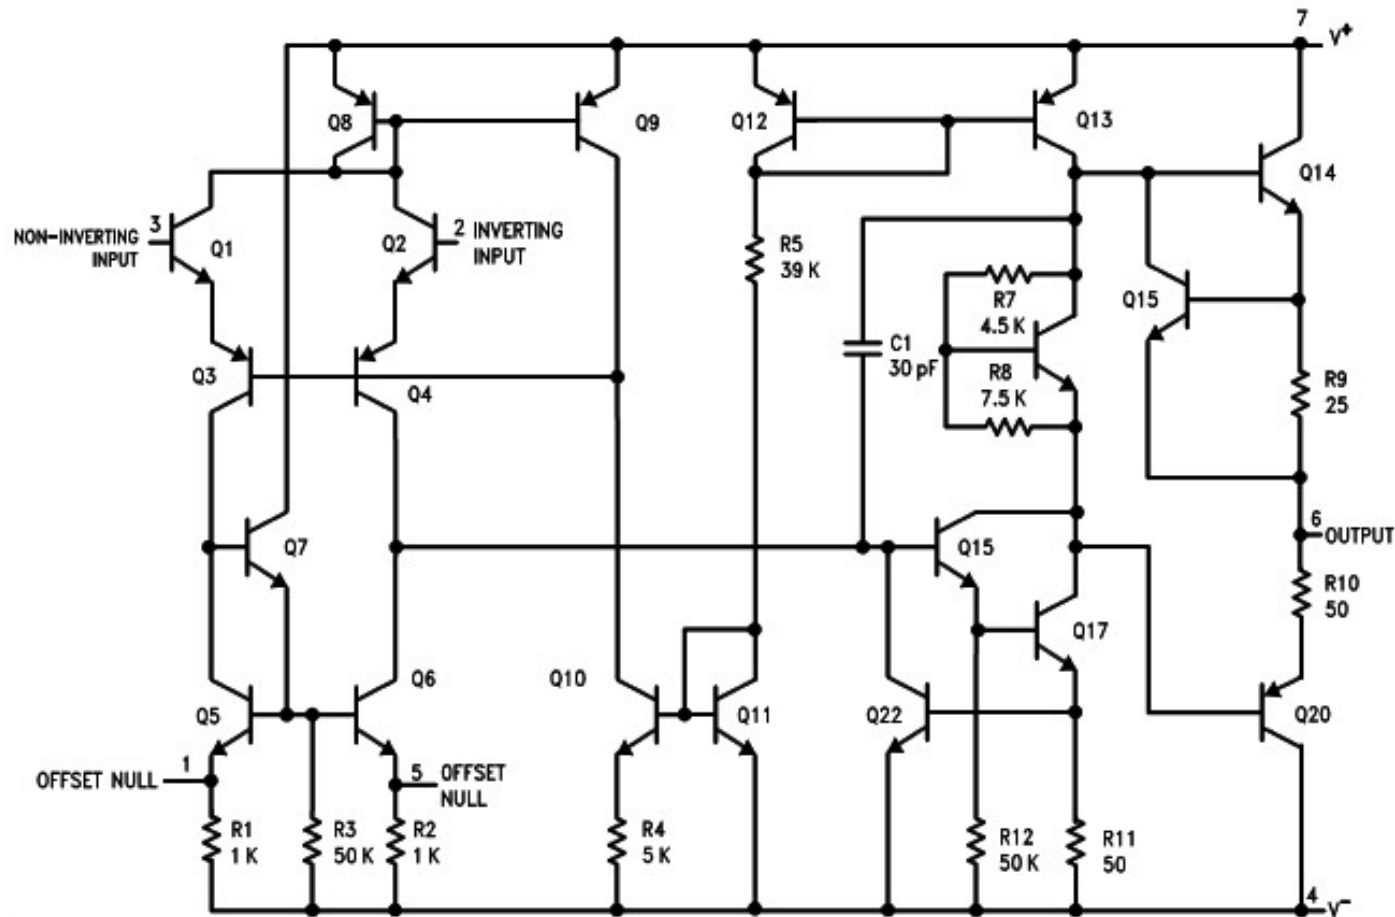 7
V+
Q8
Q9
Q12
Q13
Q14
3
NON-INVERTING
INPUT
Q1
Q2
2 INVERTING
INPUT
R5
39 K
R7
4.5 K
Q15
C1
30 pF
R8
7.5 K
Q3
Q4
R9
25
6
OUTPUT
Q7
Q15
R10
50
Q17
Q5
Q6
Q10
Q11
Q22
Q20
1
OFFSET NULL
5 OFFSET
NULL
R1
1 K
R3
50 K
R2
1 K
R4
5 K
R12
50 K
R11
50
4
V-